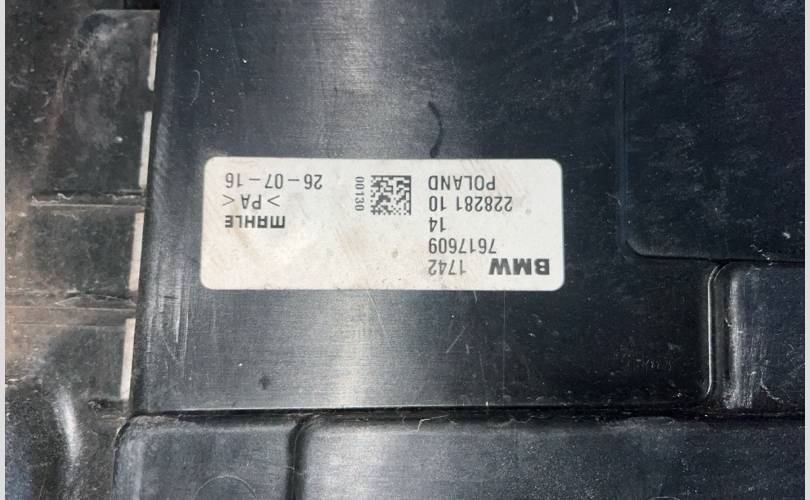 BMW 1742
7617609
14
228281 10
POLAND
00130
MAHLE
> PA <
26-07-16